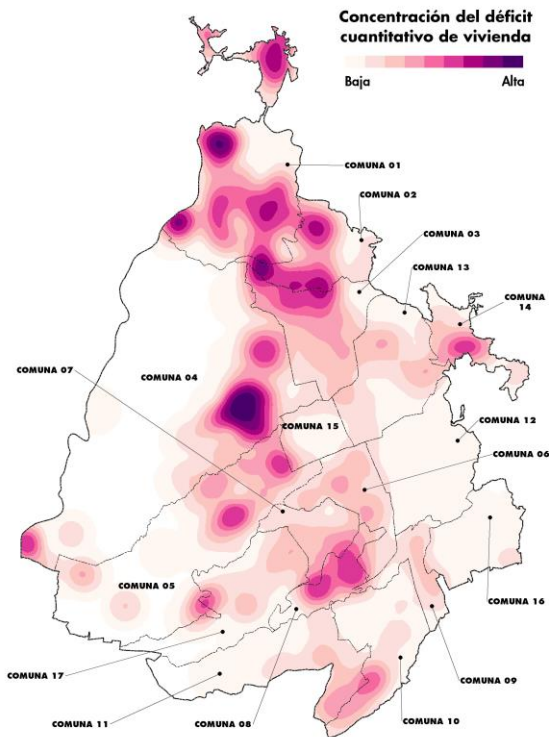 Concentración del déficit
cuantitativo de vivienda
Baja
Alta
COMUNA 01
COMUNA 02
COMUNA 03
COMUNA 13
COMUNA
14
COMUNA 07
COMUNA 04
COMUNA 15
COMUNA 12
COMUNA 06
COMUNA 05
COMUNA 16
COMUNA 17
COMUNA 09
COMUNA 11
COMUNA 08
COMUNA 10